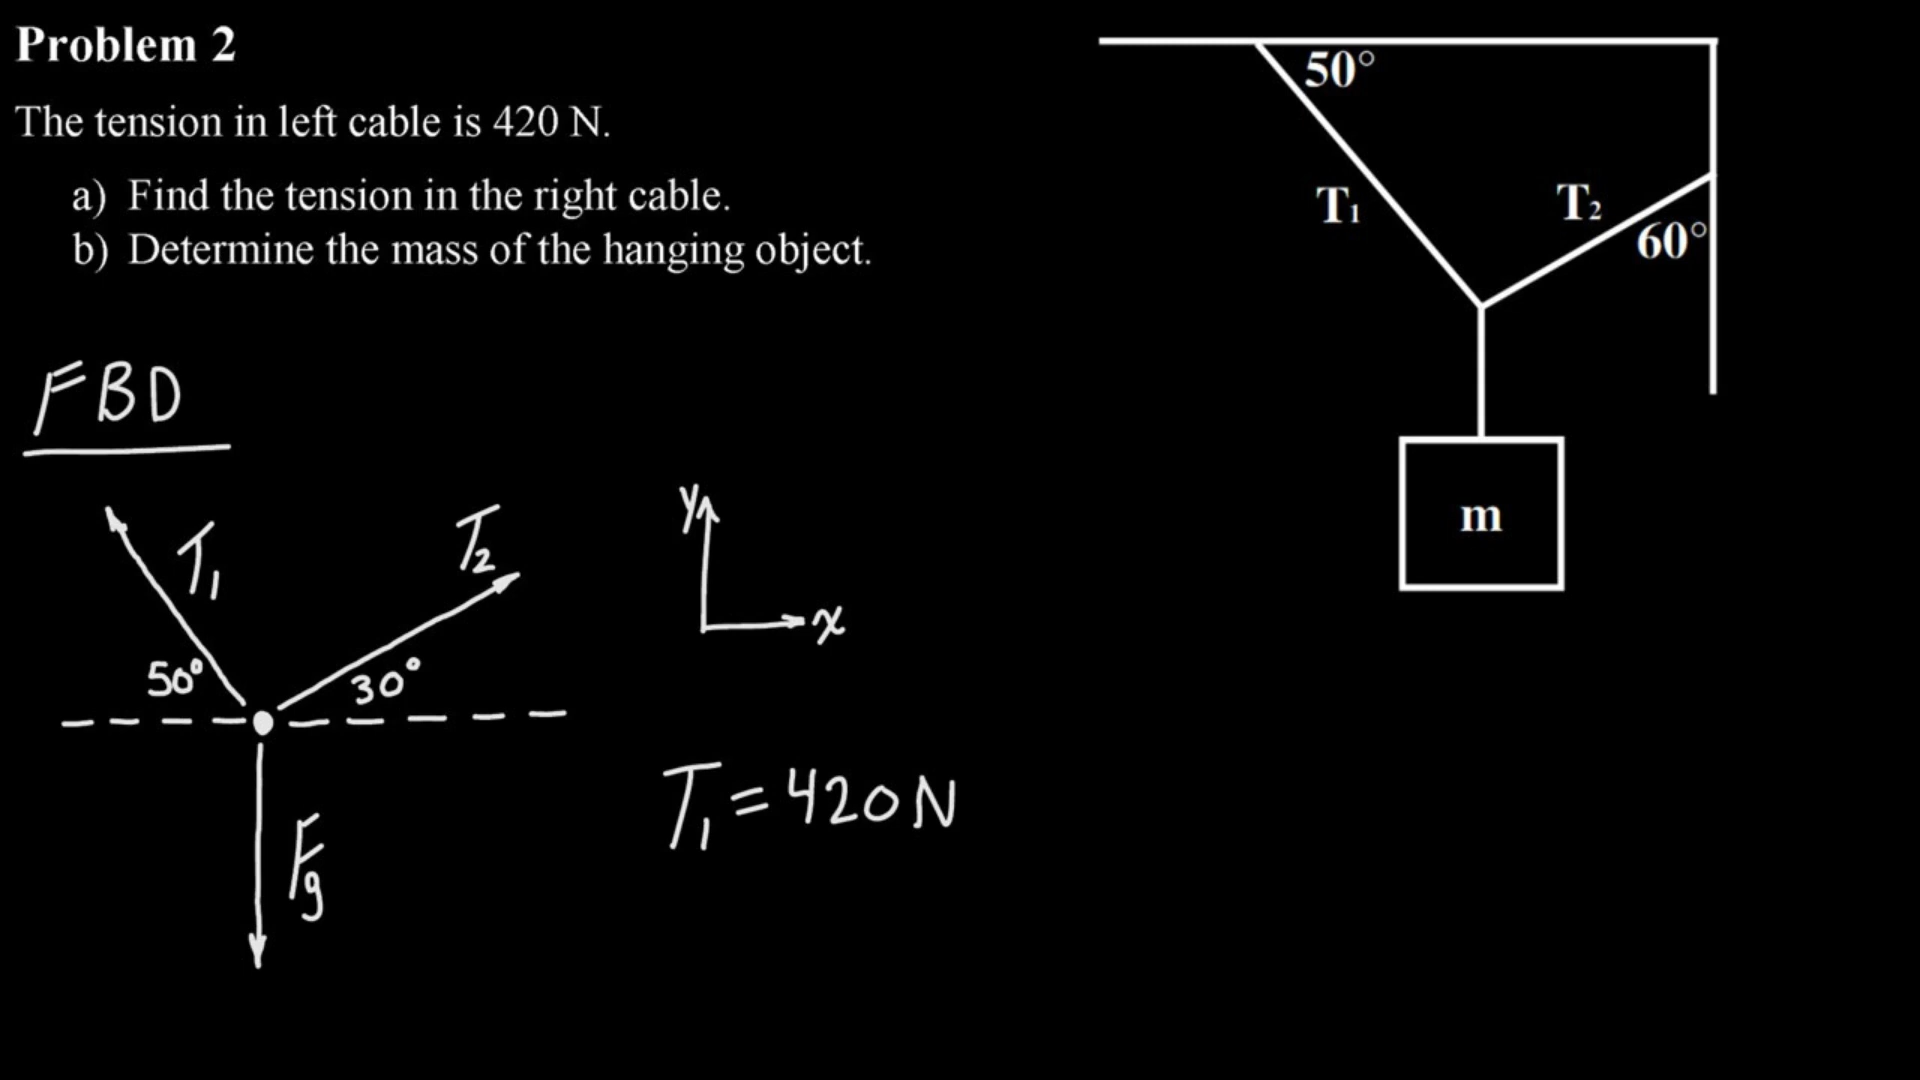 Problem 2
The tension in left cable is 420 N.
a) Find the tension in the right cable.
b) Determine the mass of the hanging object.
50°
T₁
T₂
60°
m
FBD
T₁
T₂
50°
30°
Fg
y
x
T₁ = 420 N